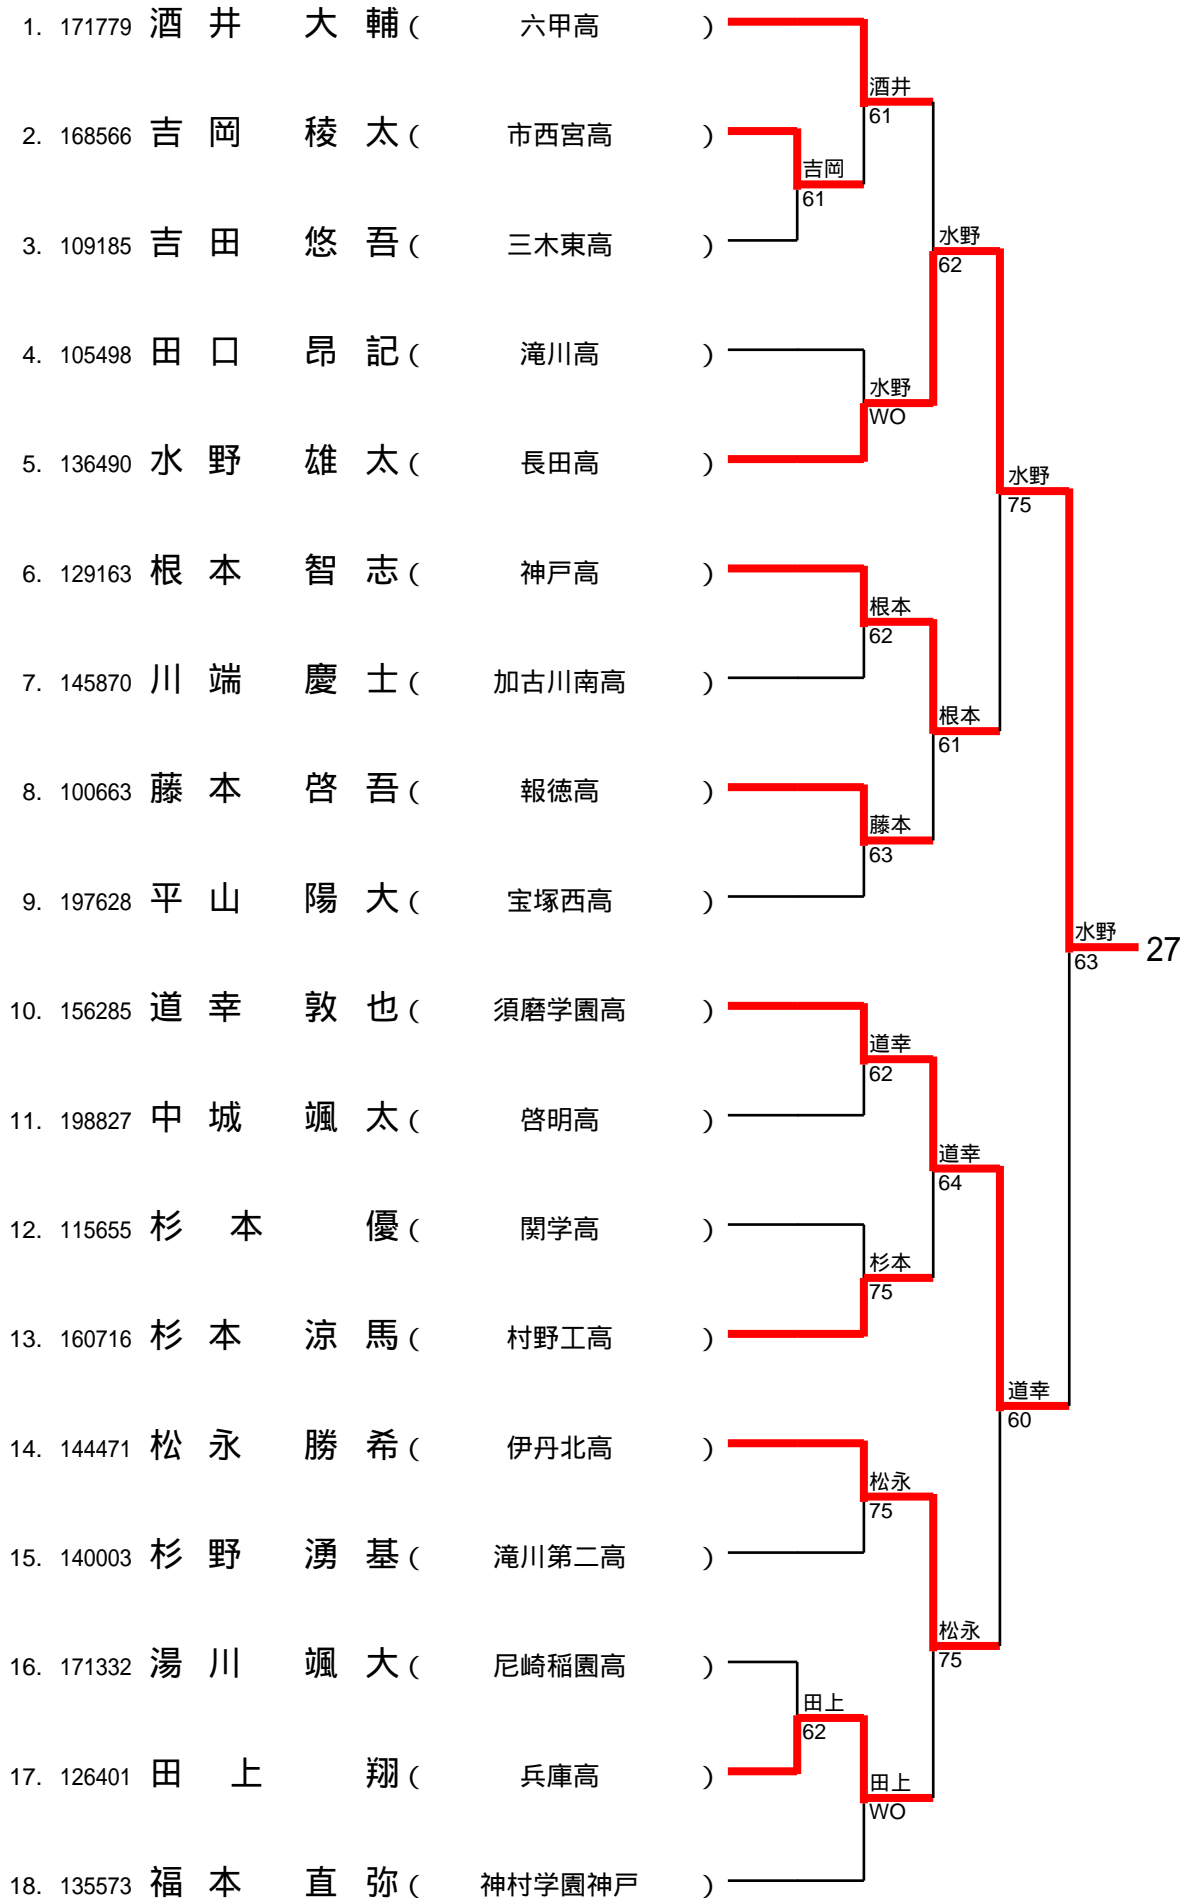 1. 171779 酒井 大輔 ( 六甲高 )
酒井
61
2. 168566 吉岡 稜太 ( 市西宮高 )
吉岡
61
3. 109185 吉田 悠吾 ( 三木東高 )
水野
62
4. 105498 田口 昂記 ( 滝川高 )
水野
WO
5. 136490 水野 雄太 ( 長田高 )
水野
75
6. 129163 根本 智志 ( 神戸高 )
根本
62
7. 145870 川端 慶士 ( 加古川南高 )
根本
61
8. 100663 藤本 啓吾 ( 報徳高 )
藤本
63
9. 197628 平山 陽大 ( 宝塚西高 )
水野
63
27
10. 156285 道幸 敦也 ( 須磨学園高 )
道幸
62
11. 198827 中城 颯太 ( 啓明高 )
道幸
64
12. 115655 杉本 優 ( 関学高 )
杉本
75
13. 160716 杉本 涼馬 ( 村野工高 )
道幸
60
14. 144471 松永 勝希 ( 伊丹北高 )
松永
75
15. 140003 杉野 湧基 ( 滝川第二高 )
松永
75
16. 171332 湯川 颯大 ( 尼崎稲園高 )
田上
62
17. 126401 田上 翔 ( 兵庫高 )
田上
WO
18. 135573 福本 直弥 ( 神村学園神戸 )